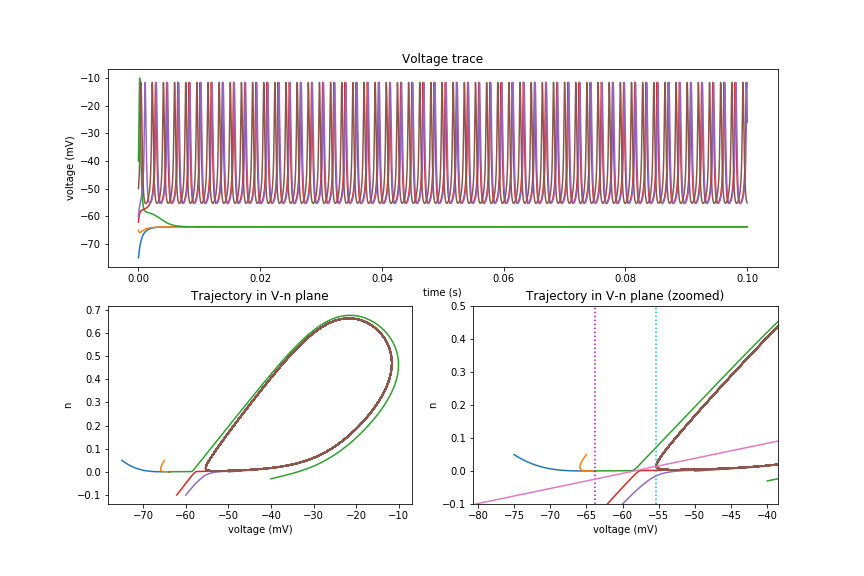 Voltage trace
voltage (mV)
−10
−20
−30
−40
−50
−60
−70
0.00 0.02 0.04 0.06 0.08 0.10
time (s)
Trajectory in V-n plane
n
0.7
0.6
0.5
0.4
0.3
0.2
0.1
0.0
−0.1
−70 −60 −50 −40 −30 −20 −10
voltage (mV)
Trajectory in V-n plane (zoomed)
n
0.5
0.4
0.3
0.2
0.1
0.0
−0.1
−80 −75 −70 −65 −60 −55 −50 −45 −40
voltage (mV)